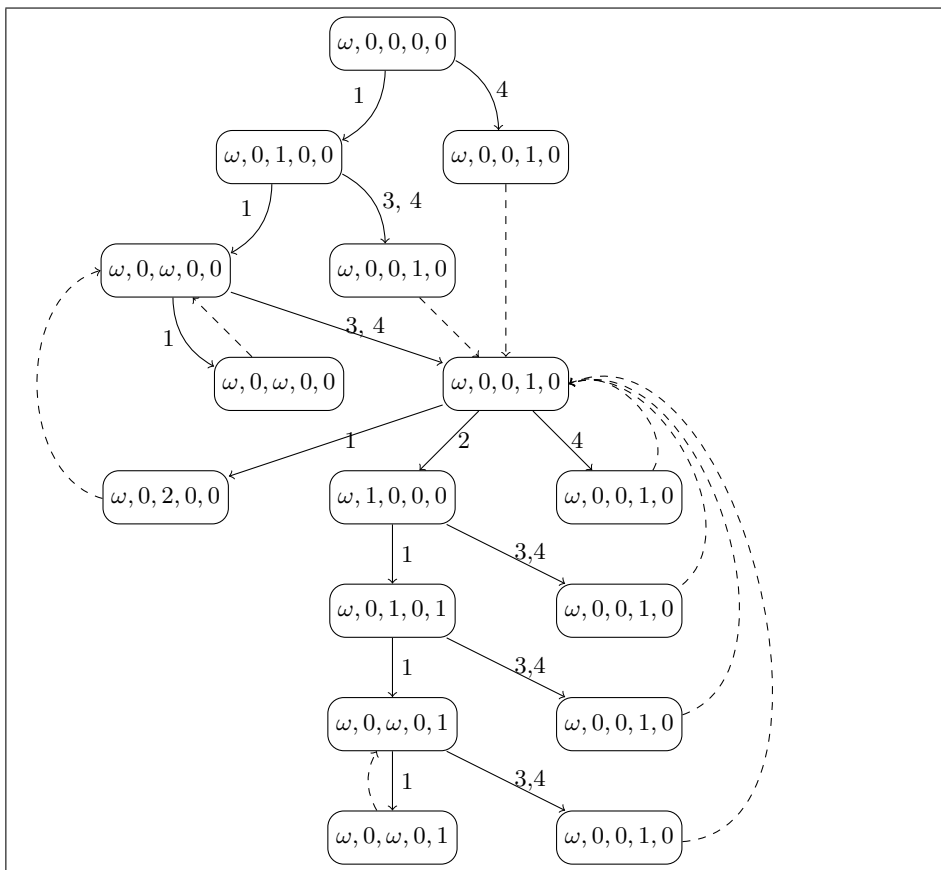 ω, 0, 0, 0, 0
1
4
ω, 0, 1, 0, 0
ω, 0, 0, 1, 0
1
3, 4
ω, 0, ω, 0, 0
ω, 0, 0, 1, 0
1
3, 4
ω, 0, ω, 0, 0
ω, 0, 0, 1, 0
1
2
4
ω, 0, 2, 0, 0
ω, 1, 0, 0, 0
ω, 0, 0, 1, 0
1
3,4
ω, 0, 1, 0, 1
ω, 0, 0, 1, 0
1
3,4
ω, 0, ω, 0, 1
ω, 0, 0, 1, 0
1
3,4
ω, 0, ω, 0, 1
ω, 0, 0, 1, 0